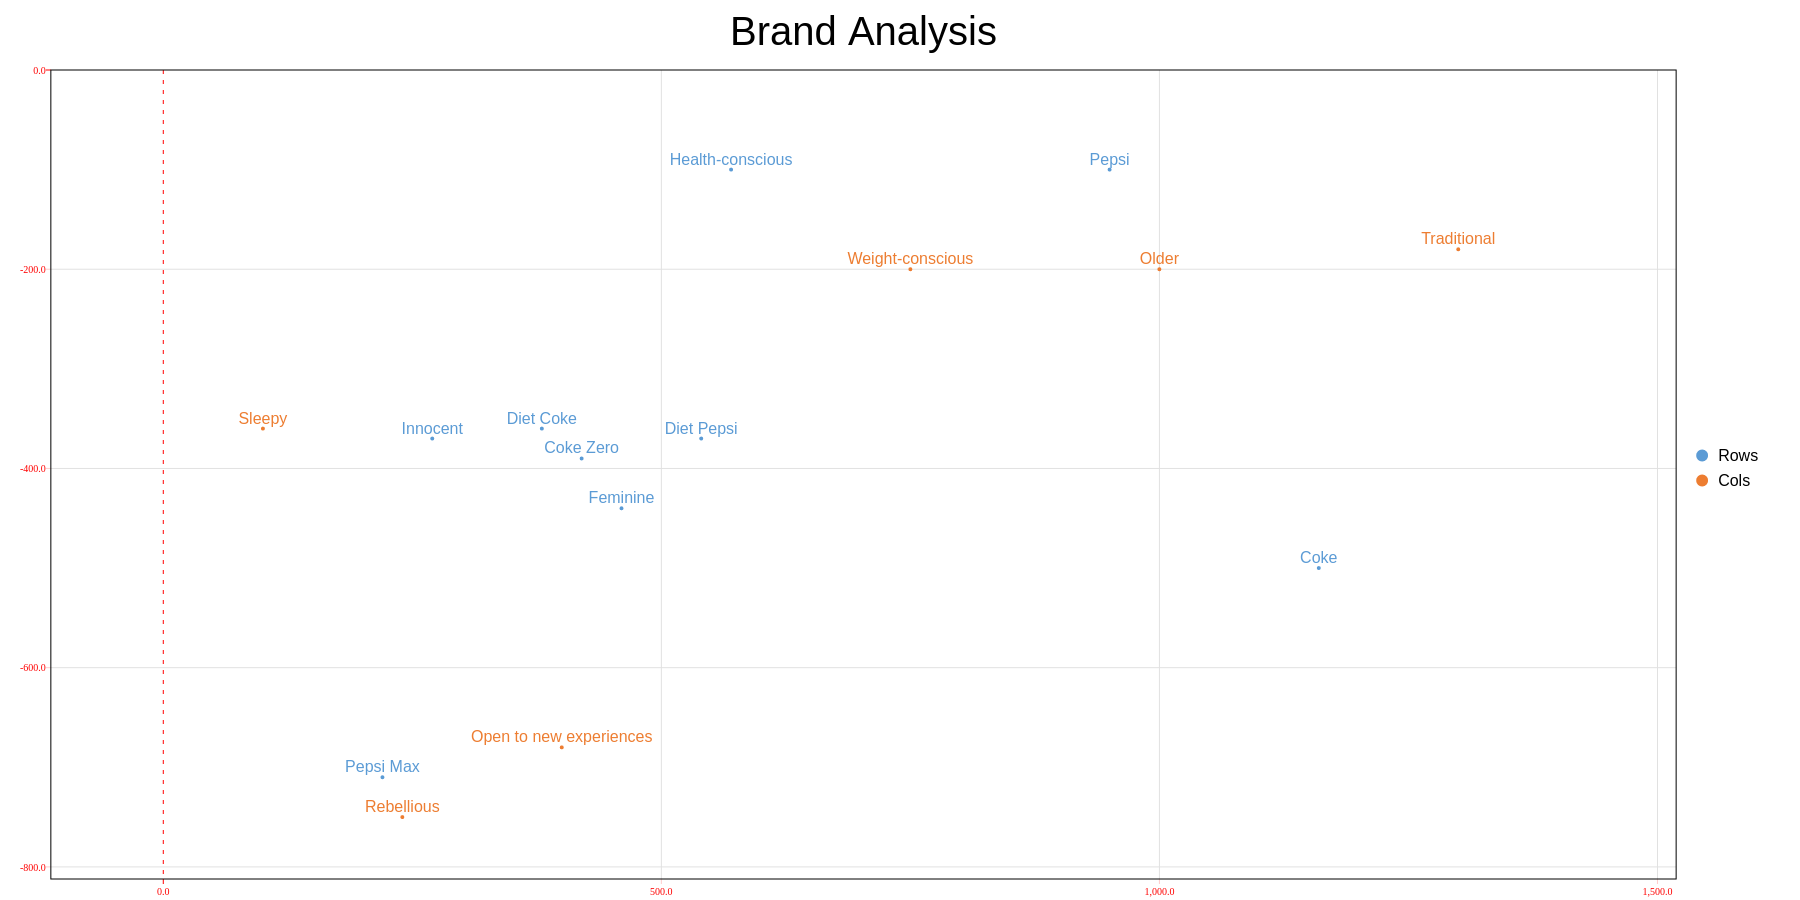 Brand Analysis
0.0
Health-conscious
Pepsi
Traditional
Weight-conscious
Older
-200.0
Sleepy
Diet Coke
Innocent
Diet Pepsi
Coke Zero
Rows
-400.0
Cols
Feminine
Coke
-600.0
Open to new experiences
Pepsi Max
Rebellious
-800.0
0.0
500.0
1,000.0
1,500.0